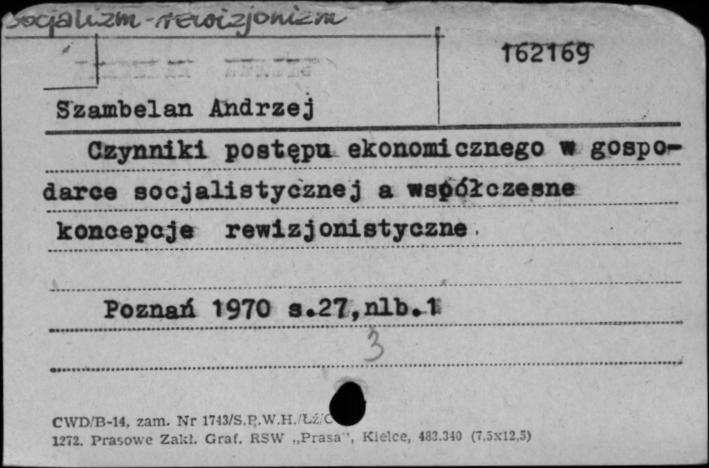 socjalizm-rewizjonizm
162169
Szambelan Andrzej
Czynniki postępu ekonomicznego w gospo-
darce socjalistycznej a współczesne
koncepcje rewizjonistyczne.
Poznań 1970 s.27,nlb.1
3
CWD/B-14, zam. Nr 1743/S.P.W.H./Łź/C
1272. Prasowe Zakł. Graf. RSW „Prasa", Kielce, 483.340 (7,5x12,5)